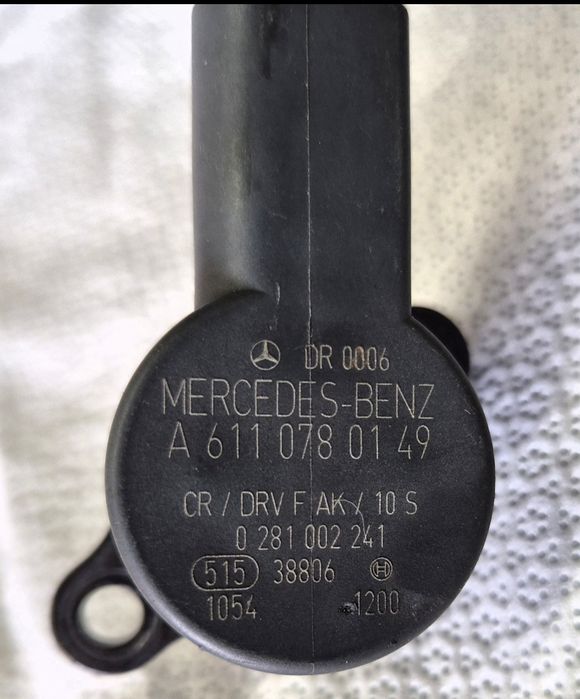 DR 0006
MERCEDES-BENZ
A 611 078 01 49
CR / DRV F AK / 10 S
0 281 002 241
515 38806
1054 1200